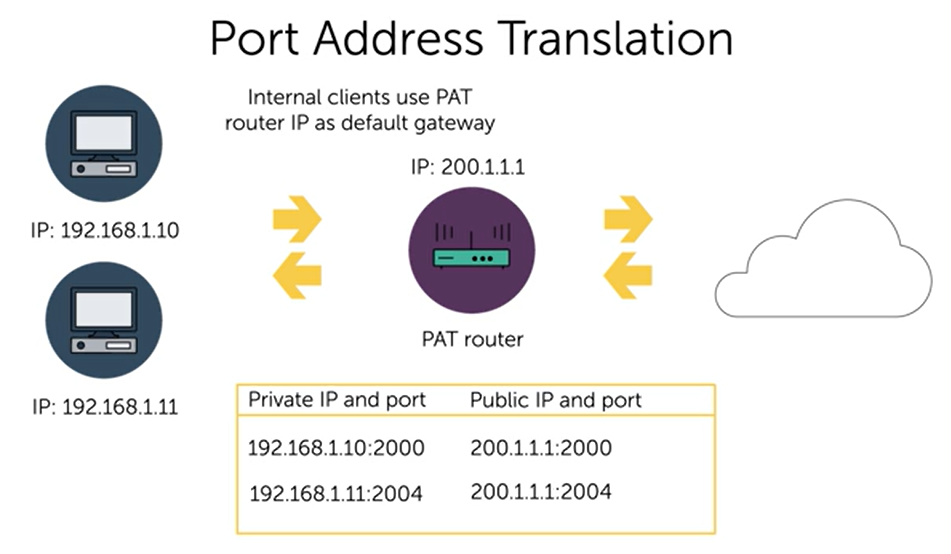 Port Address Translation
Internal clients use PAT
router IP as default gateway
IP: 200.1.1.1
IP: 192.168.1.10
PAT router
IP: 192.168.1.11
Private IP and port Public IP and port
192.168.1.10:2000 200.1.1.1:2000
192.168.1.11:2004 200.1.1.1:2004